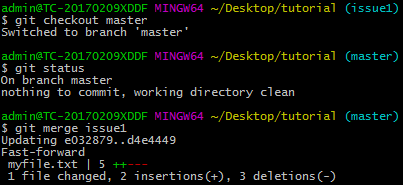 admin@TC-20170209XDDF MINGW64 ~/Desktop/tutorial (issue1)
$ git checkout master
Switched to branch 'master'
admin@TC-20170209XDDF MINGW64 ~/Desktop/tutorial (master)
$ git status
On branch master
nothing to commit, working directory clean
admin@TC-20170209XDDF MINGW64 ~/Desktop/tutorial (master)
$ git merge issue1
Updating e032879..d4e4449
Fast-forward
 myfile.txt | 5 ++---
 1 file changed, 2 insertions(+), 3 deletions(-)